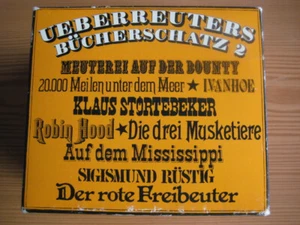 UEBERREUTERS
BÜCHERSCHATZ 2
MEUTEREI AUF DER BOUNTY
20.000 Meilen unter dem Meer ★ IVANHOE
KLAUS STÖRTEBEKER
Robin Hood ★ Die drei Musketiere
Auf dem Mississippi
SIGISMUND RÜSTIG
Der rote Freibeuter